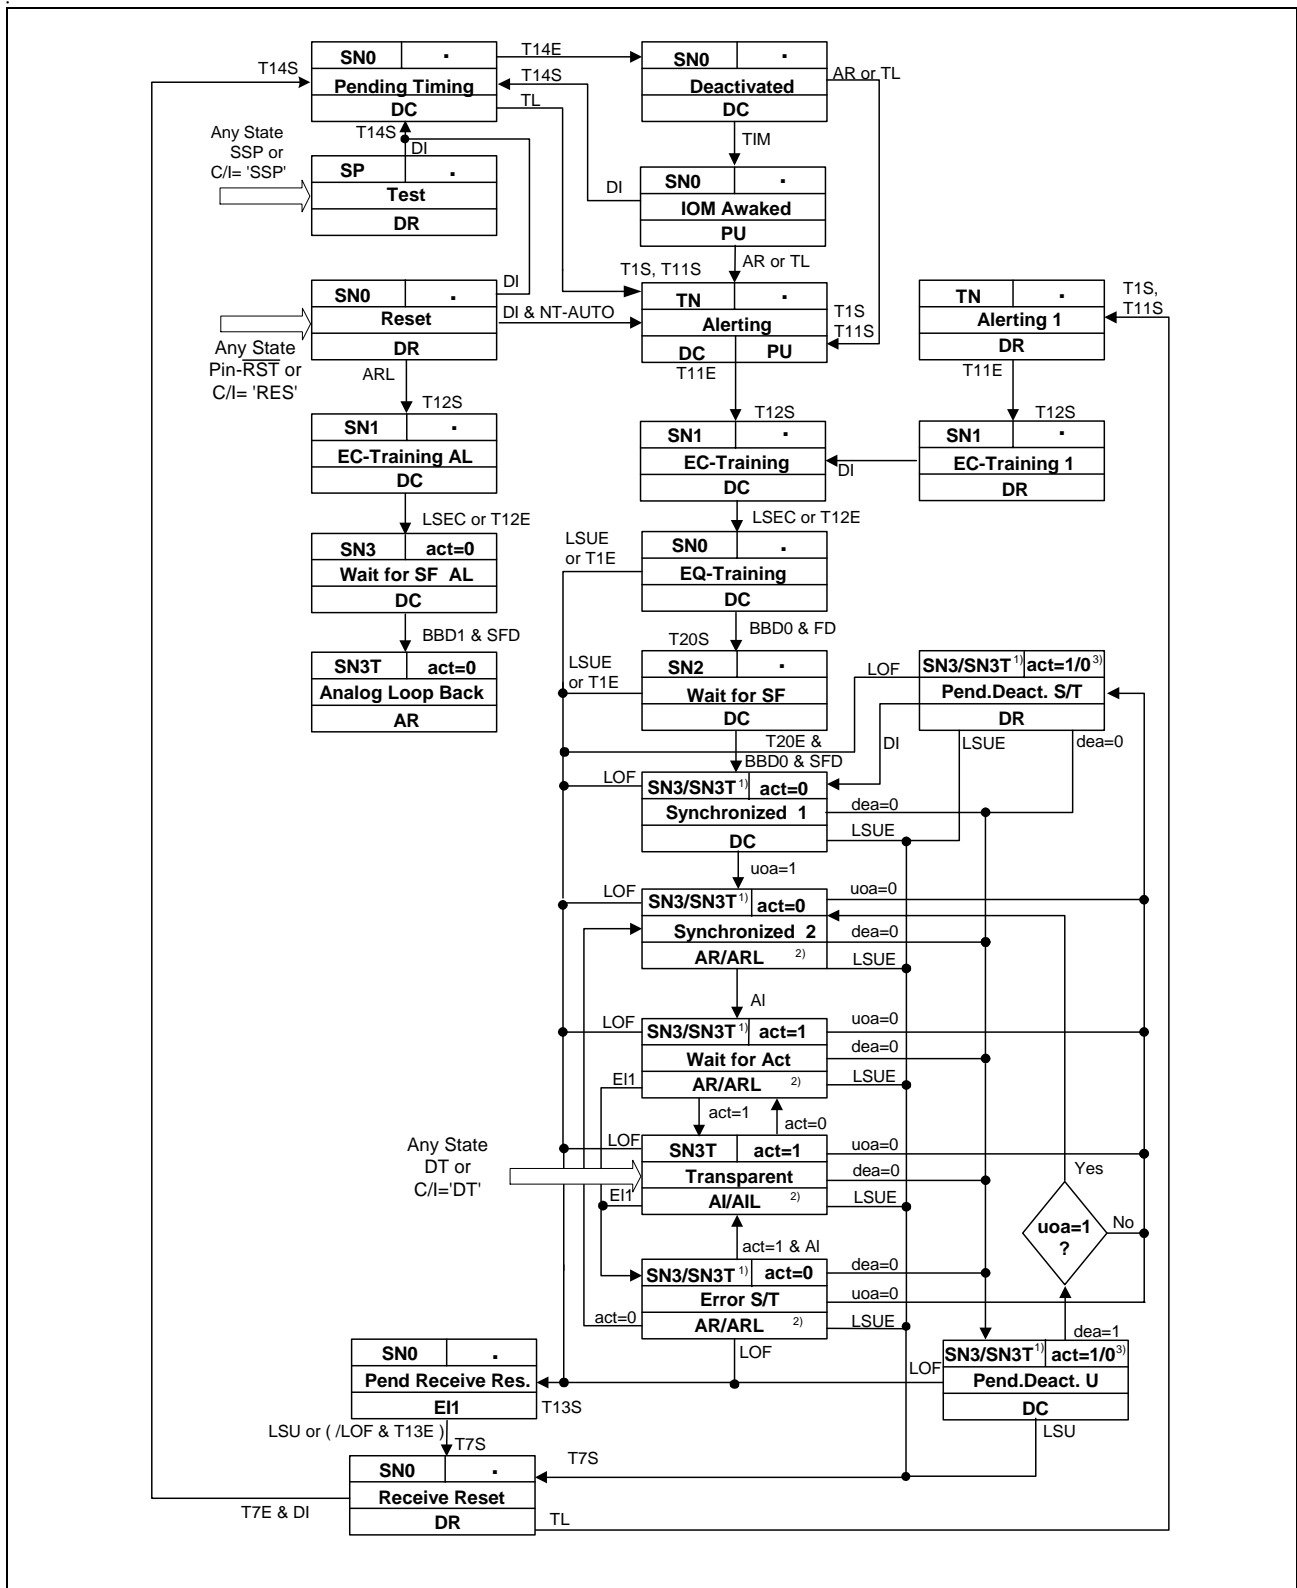 SN0 .
Pending Timing
DC
T14S
T14E
T14S
TL
SN0 .
Deactivated
DC
AR or TL
Any State
SSP or
C/I= 'SSP'
T14S
DI
SP .
Test
DR
TIM
DI
SN0 .
IOM Awaked
PU
AR or TL
T1S, T11S
DI
SN0 .
Reset
DR
DI & NT-AUTO
Any State
Pin-RST or
C/I= 'RES'
TN .
Alerting
DC PU
T1S
T11S
TN .
Alerting 1
DR
T1S,
T11S
ARL
T12S
T11E
T12S
T11E
T12S
SN1 .
EC-Training AL
DC
SN1 .
EC-Training
DC
DI
SN1 .
EC-Training 1
DR
LSEC or T12E
LSEC or T12E
SN3 act=0
Wait for SF AL
DC
LSUE
or T1E
SN0 .
EQ-Training
DC
BBD1 & SFD
BBD0 & FD
T20S
SN3T act=0
Analog Loop Back
AR
LSUE
or T1E
SN2 .
Wait for SF
DC
LOF
SN3/SN3T 1) act=1/0 3)
Pend.Deact. S/T
DR
T20E &
BBD0 & SFD
DI
LSUE
dea=0
LOF
SN3/SN3T 1) act=0
Synchronized 1
DC
dea=0
LSUE
uoa=1
LOF
SN3/SN3T 1) act=0
Synchronized 2
AR/ARL 2)
uoa=0
dea=0
LSUE
AI
LOF
SN3/SN3T 1) act=1
Wait for Act
AR/ARL 2)
uoa=0
dea=0
LSUE
EI1
act=1
act=0
Any State
DT or
C/I='DT'
LOF
SN3T act=1
Transparent
AI/AIL 2)
uoa=0
dea=0
LSUE
EI1
Yes
uoa=1
?
No
act=1 & AI
SN3/SN3T 1) act=0
Error S/T
AR/ARL 2)
dea=0
uoa=0
LSUE
act=0
LOF
dea=1
SN0 .
Pend Receive Res.
EI1
T13S
LOF
SN3/SN3T 1) act=1/0 3)
Pend.Deact. U
DC
LSU
LSU or ( /LOF & T13E )
T7S
T7S
SN0 .
Receive Reset
DR
T7E & DI
TL